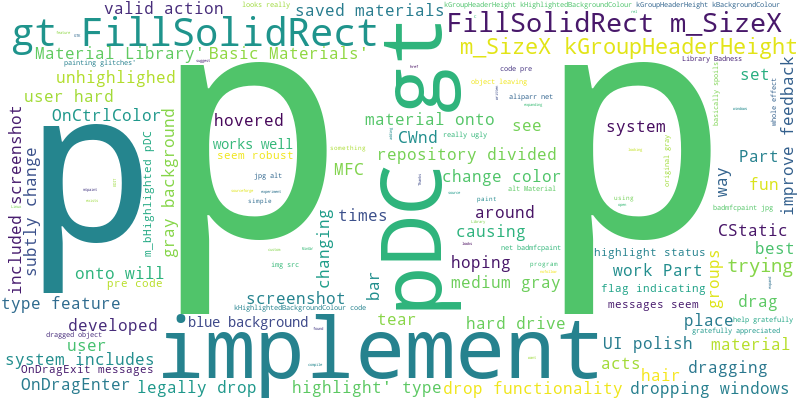 valid action
looks really
saved materials
kGroupHeaderHeight kHighlightedBackgroundColour
kGroupHeaderHeight kBackgroundColour
gt FillSolidRect
FillSolidRect m_SizeX
Material Library' Basic Materials'
m_SizeX kGroupHeaderHeight
painting glitches'
Library Badness
unhighlighed
object leaving
code pre
user hard
aliparr net
set
OnCtrlColor
hovered
material onto
system
works well
CWnd
really ugly
see
seem robust
repository divided
Part
something
MFC
change color
fun
jpg alt
alt Material
way
simple
times
around
using
badmfcpaint jpg
causing
net badmfcpaint
CStatic
onto will
hoping
program
highlight status
best
pre code
img src
medium gray
work Part
trying
type feature
screenshot
bar
flag indicating
drag
kHighlightedBackgroundColour code
messages seem
groups
developed
blue background
tear
hard drive
place
help gratefully
gratefully appreciated
user
dragged object
UI polish
material
system includes
implement
acts
dragging
OnDragExit messages
hair
OnDragEnter
legally drop
highlight' type
drop functionality
dropping windows
p
p
p
pDC
gt
included screenshot
subtly change
m_bHighlighted pDC
gray background
changing
original gray
basically spoils
whole effect
improve feedback